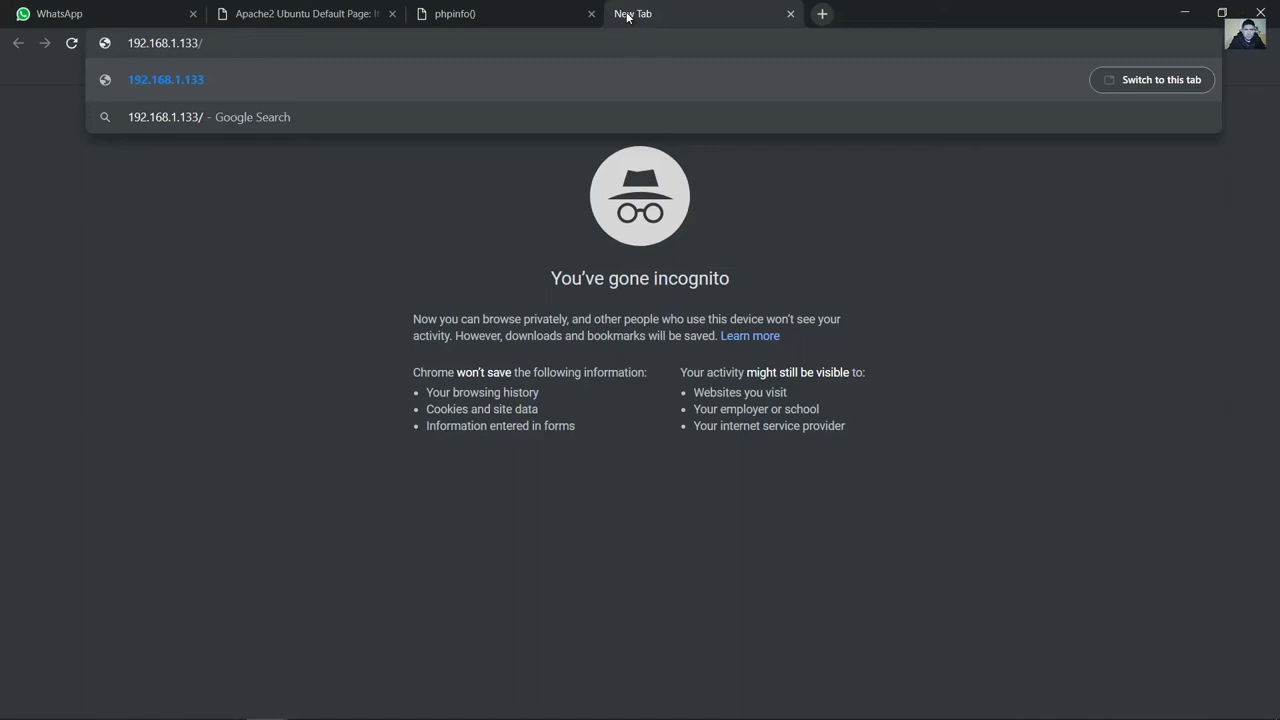 WhatsApp
Apache2 Ubuntu Default Page: It
phpinfo()
New Tab
192.168.1.133/
192.168.1.133
Switch to this tab
192.168.1.133/ - Google Search
You've gone incognito
Now you can browse privately, and other people who use this device won't see your
activity. However, downloads and bookmarks will be saved. Learn more
Chrome won't save the following information:
• Your browsing history
• Cookies and site data
• Information entered in forms
Your activity might still be visible to:
• Websites you visit
• Your employer or school
• Your internet service provider